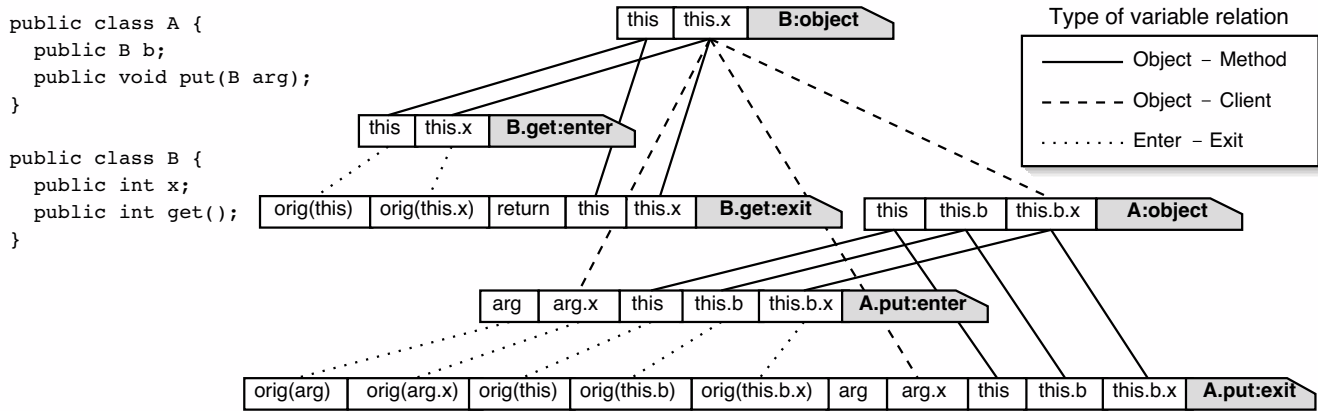 public class A {
  public B b;
  public void put(B arg);
}
public class B {
  public int x;
  public int get();
}
this this.x B:object
Type of variable relation
Object – Method
Object – Client
Enter – Exit
this this.x B.get:enter
orig(this) orig(this.x) return this this.x B.get:exit
this this.b this.b.x A:object
arg arg.x this this.b this.b.x A.put:enter
orig(arg) orig(arg.x) orig(this) orig(this.b) orig(this.b.x) arg arg.x this this.b this.b.x A.put:exit